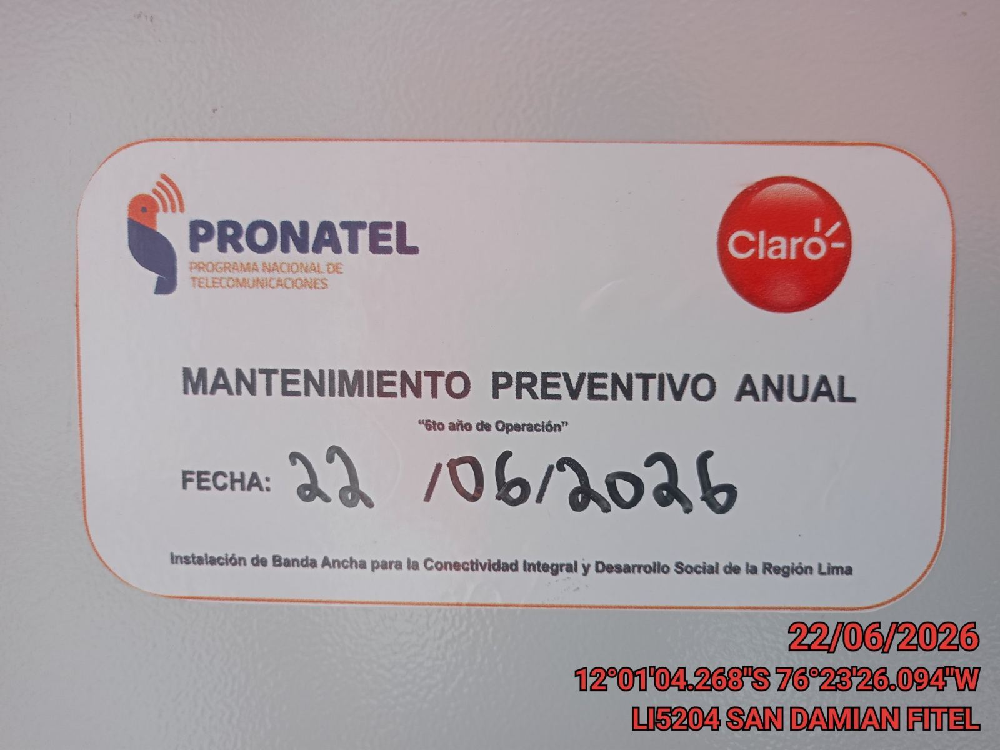 PRONATEL
PROGRAMA NACIONAL DE
TELECOMUNICACIONES
Claro
MANTENIMIENTO PREVENTIVO ANUAL
"6to año de Operación"
FECHA: 22 /06/2026
Instalación de Banda Ancha para la Conectividad Integral y Desarrollo Social de la Región Lima
22/06/2026
12°01'04.268"S 76°23'26.094"W
LI5204 SAN DAMIAN FITEL